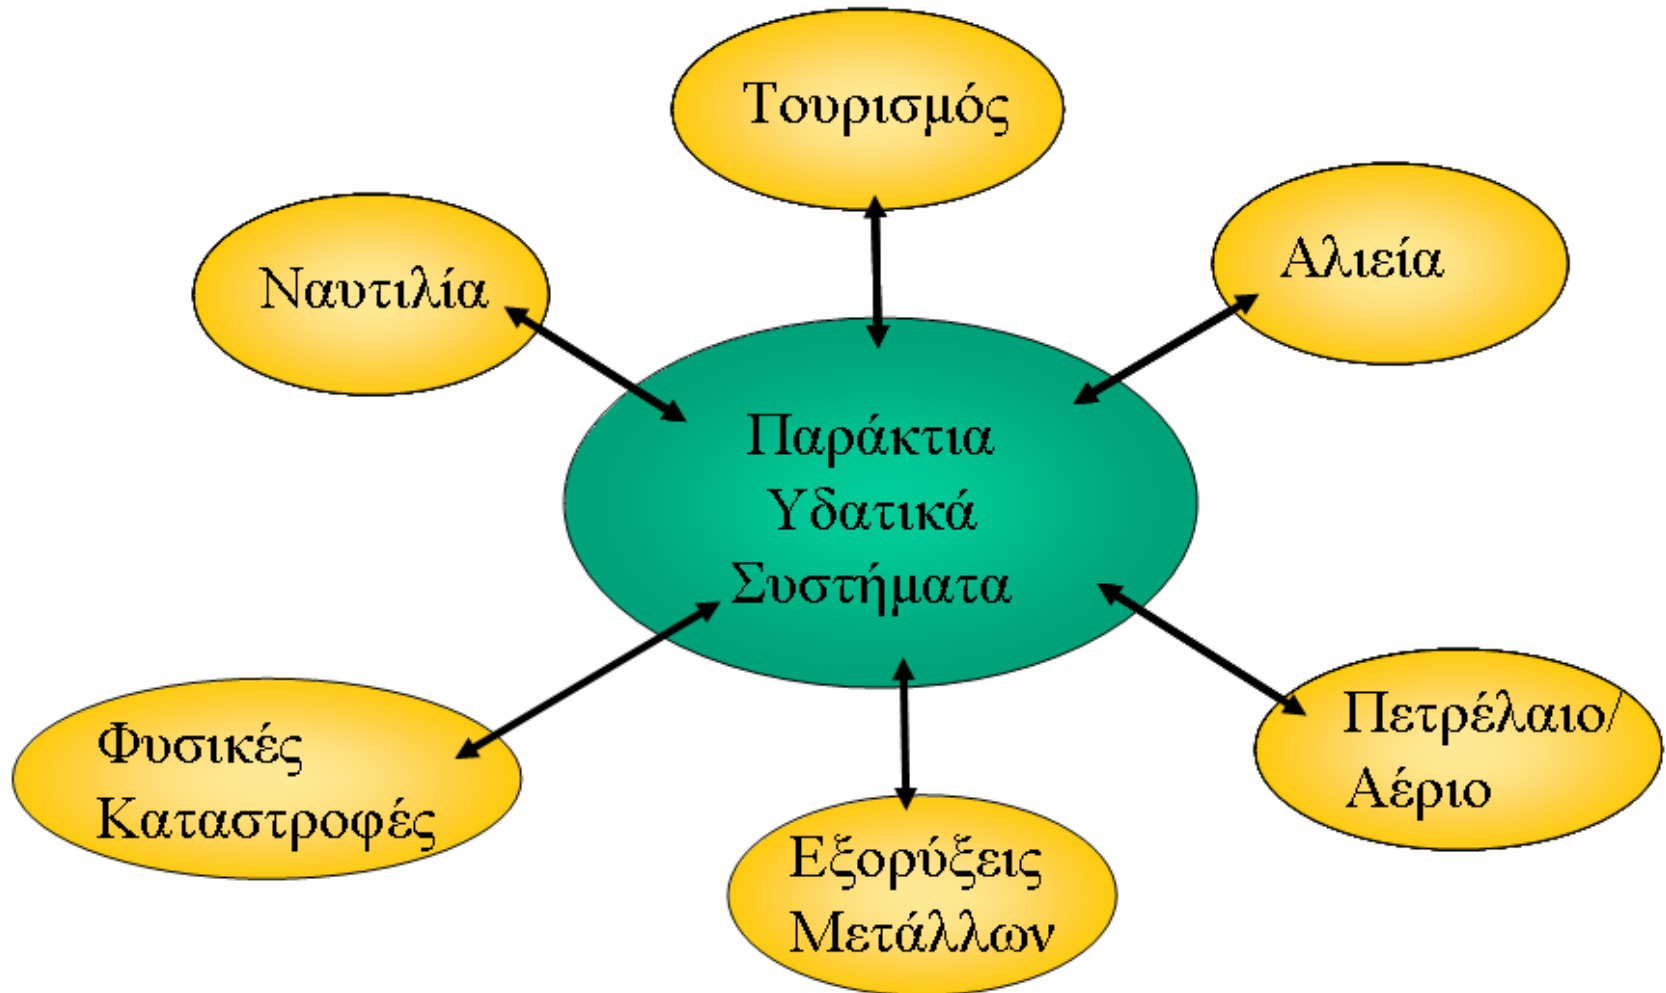 Τουρισμός
Αλιεία
Ναυτιλία
Παράκτια
Υδατικά
Συστήματα
Πετρέλαιο/
Αέριο
Φυσικές
Καταστροφές
Εξορύξεις
Μετάλλων